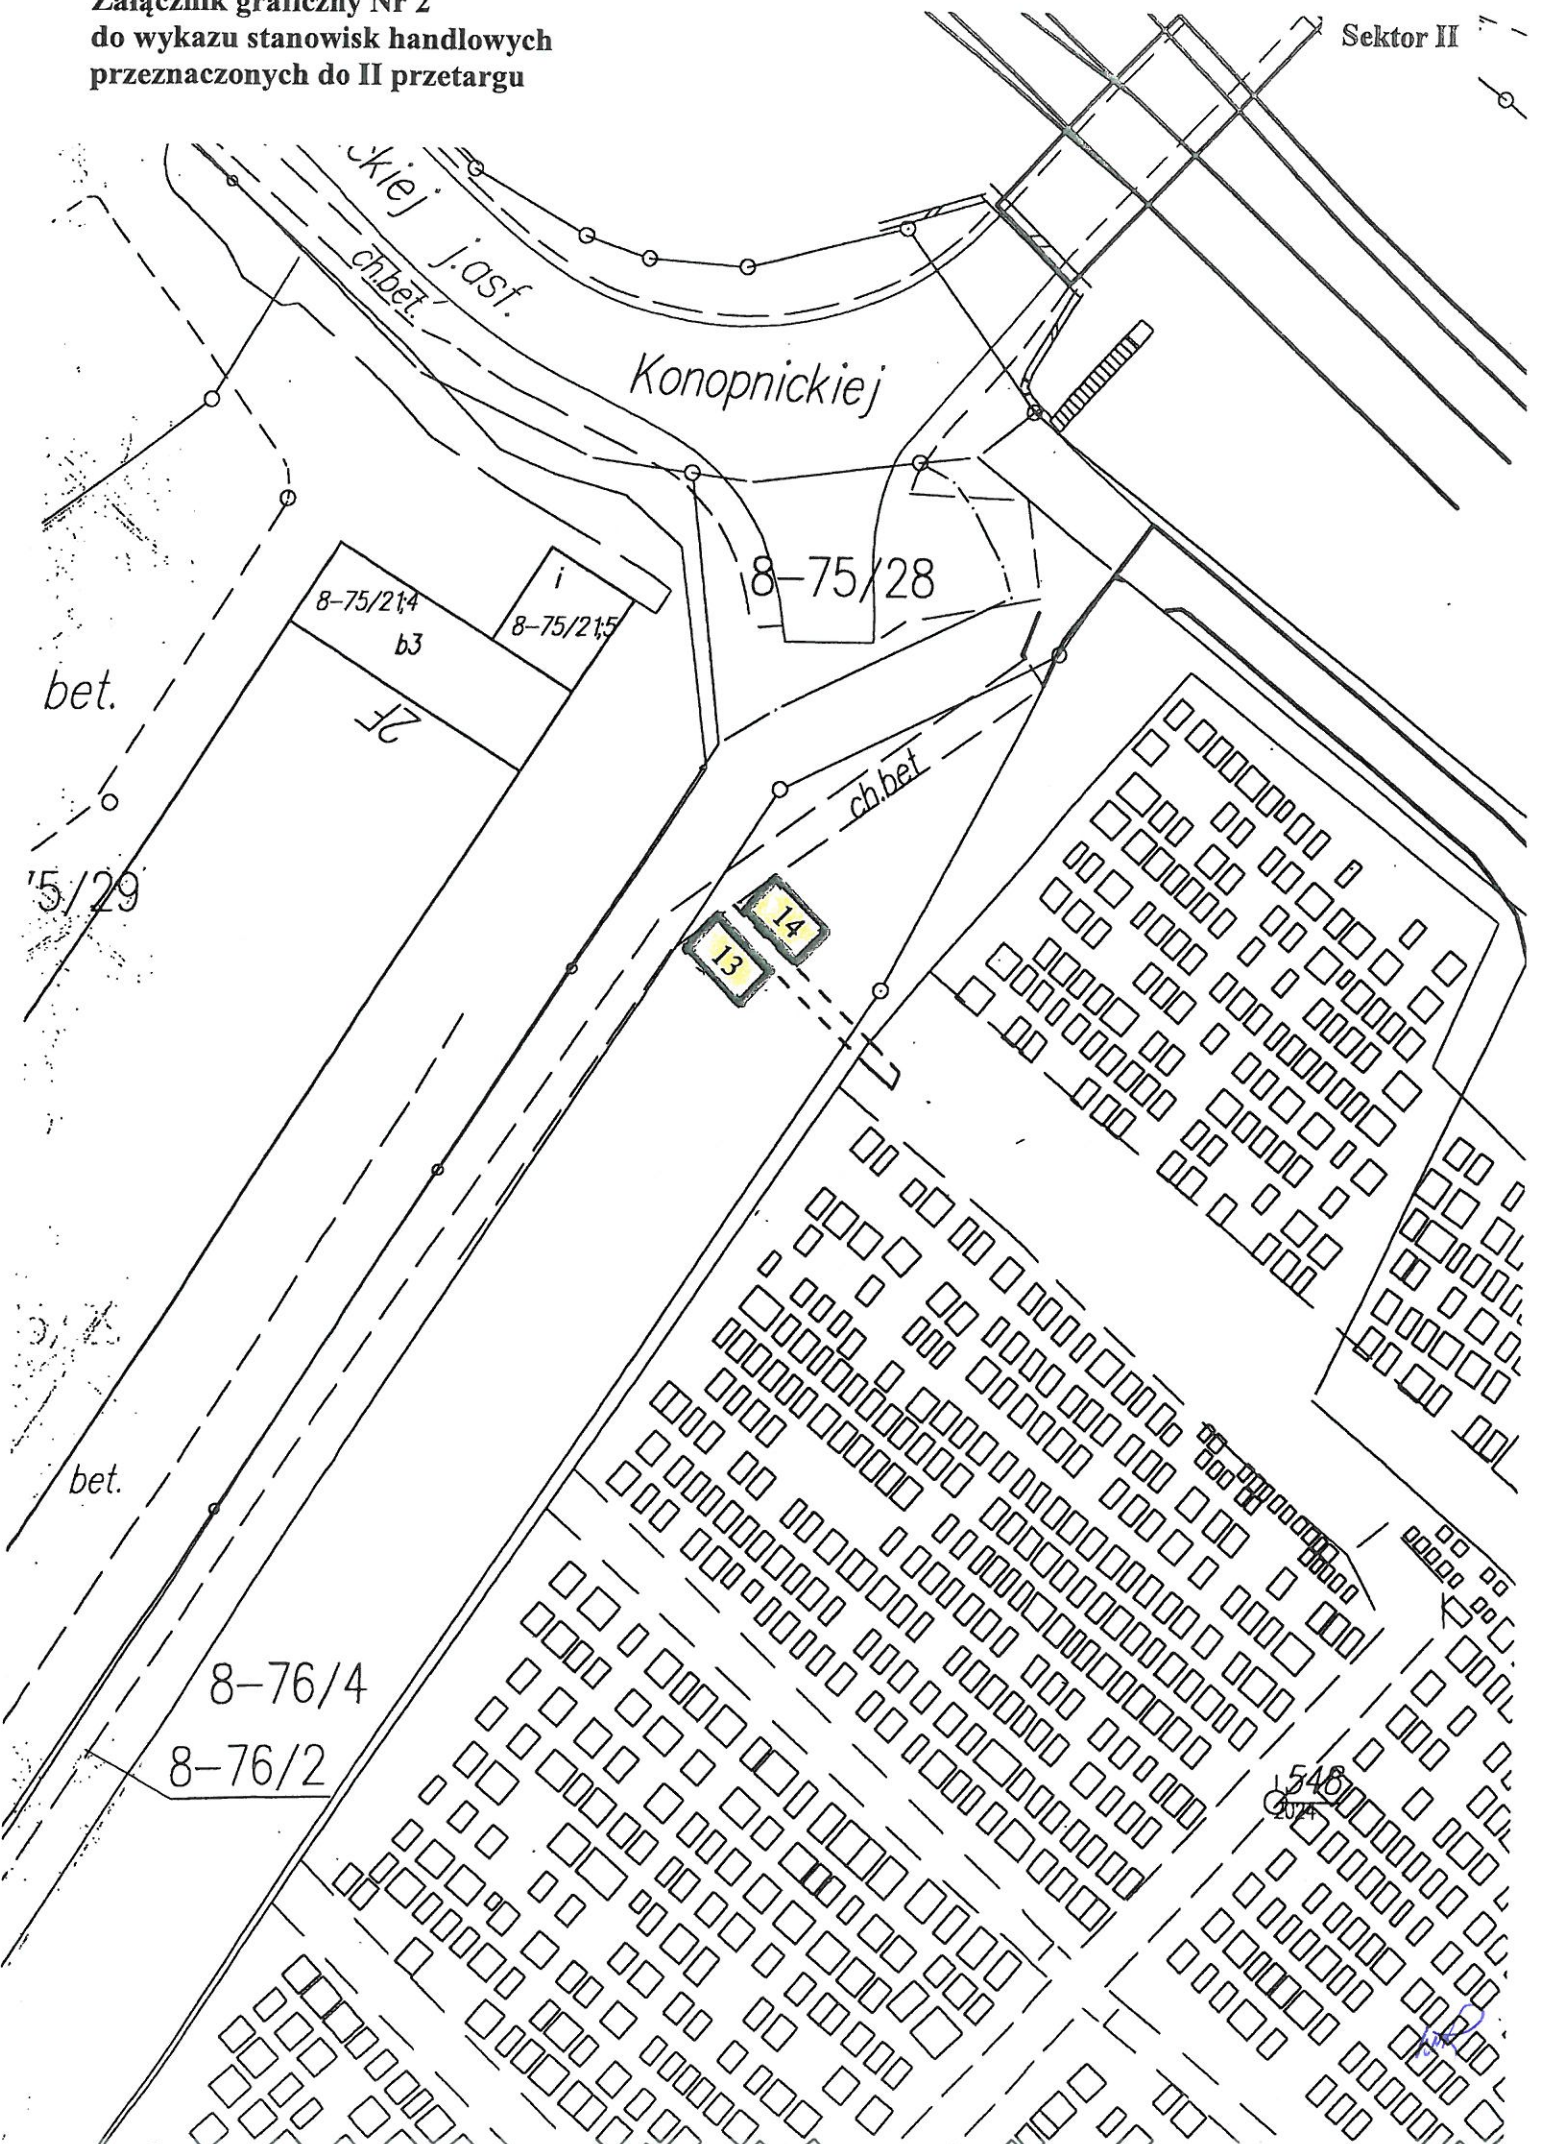 Załącznik graficzny Nr 2
do wykazu stanowisk handlowych
przeznaczonych do II przetargu
Sektor II
ckiej j.asf.
ch.bet.
Konopnickiej
8-75/28
8-75/21;4
b3
i
8-75/21;5
2F
bet.
ch.bet
5/29
14
13
bet.
8-76/4
8-76/2
548
2024